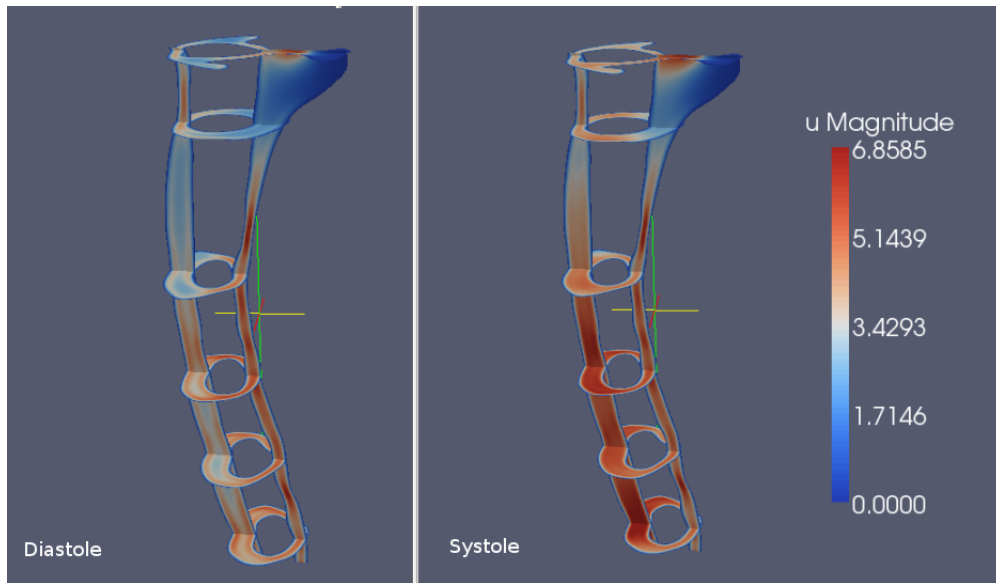 u Magnitude
6.8585
5.1439
3.4293
1.7146
0.0000
Diastole
Systole